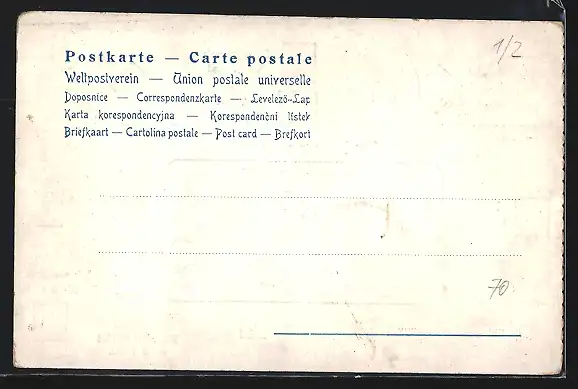 Postkarte — Carte postale
Weltpostverein — Union postale universelle
Doposnice — Correspondenzkarte — Levelező-Lap
Karta korespondencyjna — Korespondenční lístek
Briefkaart — Cartolina postale — Post card — Brefkort
1/2
70